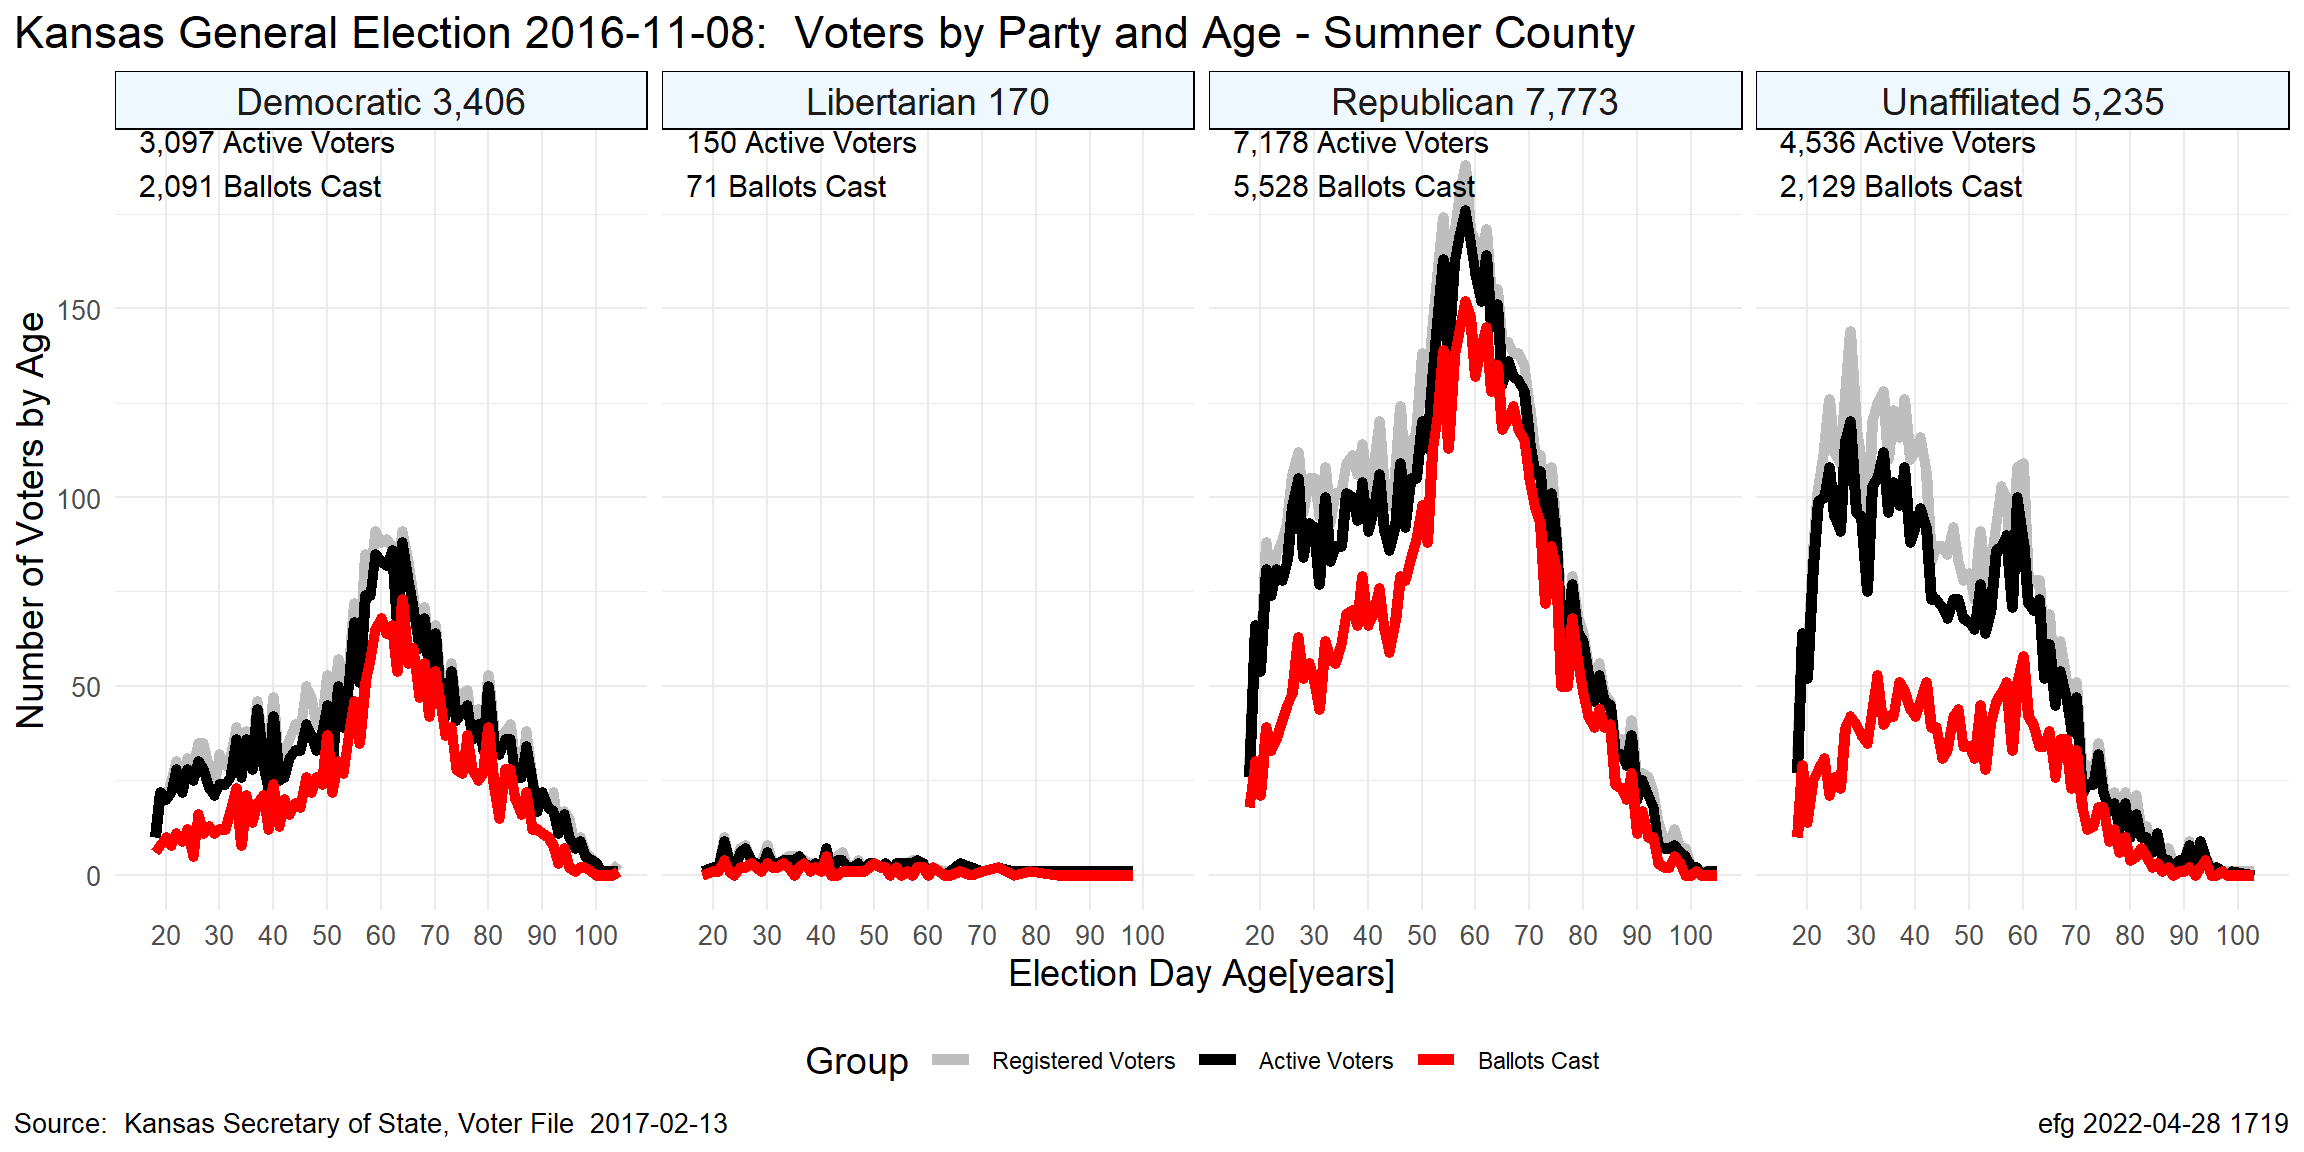 Kansas General Election 2016-11-08:  Voters by Party and Age - Sumner County
Democratic 3,406
Libertarian 170
Republican 7,773
Unaffiliated 5,235
3,097 Active Voters
2,091 Ballots Cast
150 Active Voters
71 Ballots Cast
7,178 Active Voters
5,528 Ballots Cast
4,536 Active Voters
2,129 Ballots Cast
Number of Voters by Age
150
100
50
0
20 30 40 50 60 70 80 90 100
20 30 40 50 60 70 80 90 100
20 30 40 50 60 70 80 90 100
20 30 40 50 60 70 80 90 100
Election Day Age[years]
Group Registered Voters Active Voters Ballots Cast
Source:  Kansas Secretary of State, Voter File  2017-02-13
efg 2022-04-28 1719